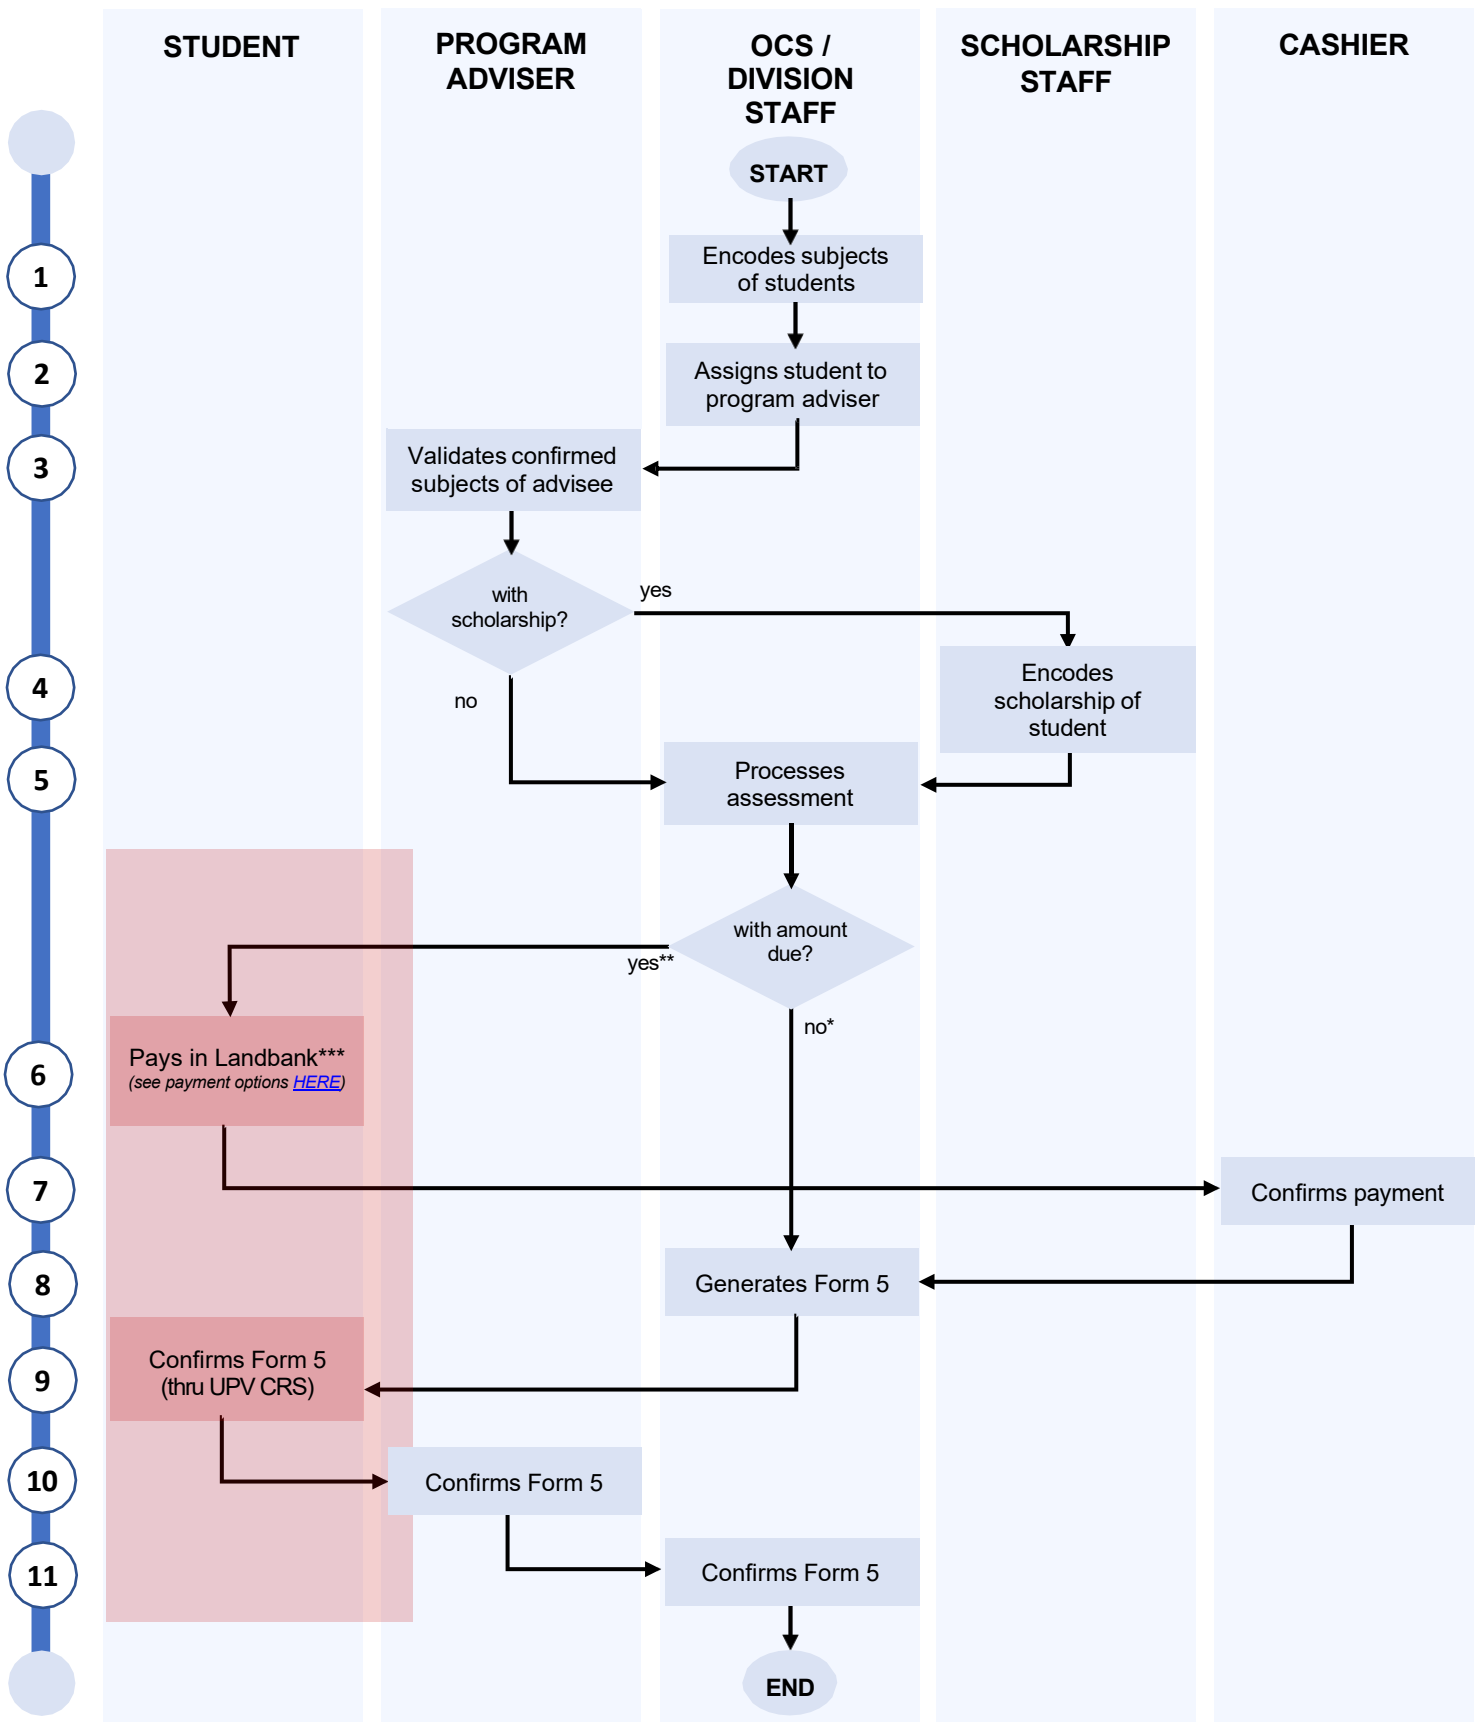 STUDENT
PROGRAM
ADVISER
OCS /
DIVISION
STAFF
SCHOLARSHIP
STAFF
CASHIER
START
1
Encodes subjects
of students
2
Assigns student to
program adviser
3
Validates confirmed
subjects of advisee
with
scholarship?
yes
no
4
Encodes
scholarship of
student
5
Processes
assessment
with amount
due?
yes**
no*
6
Pays in Landbank***
(see payment options HERE)
7
Confirms payment
8
Generates Form 5
9
Confirms Form 5
(thru UPV CRS)
10
Confirms Form 5
11
Confirms Form 5
END